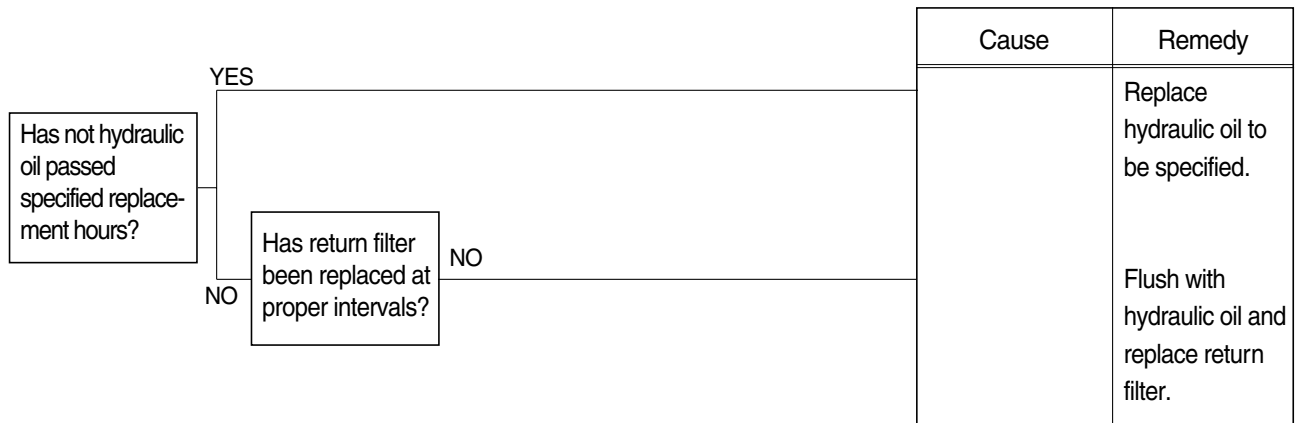 Cause
Remedy
YES
Has not hydraulic
oil passed
specified replace-
ment hours?
Replace
hydraulic oil to
be specified.
NO
Has return filter
been replaced at
proper intervals?
NO
Flush with
hydraulic oil and
replace return
filter.